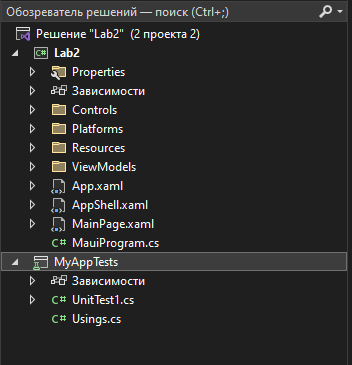 Обозреватель решений — поиск (Ctrl+;)
Решение "Lab2" (2 проекта 2)
Lab2
Properties
Зависимости
Controls
Platforms
Resources
ViewModels
App.xaml
AppShell.xaml
MainPage.xaml
C# MauiProgram.cs
MyAppTests
Зависимости
C# UnitTest1.cs
C# Usings.cs